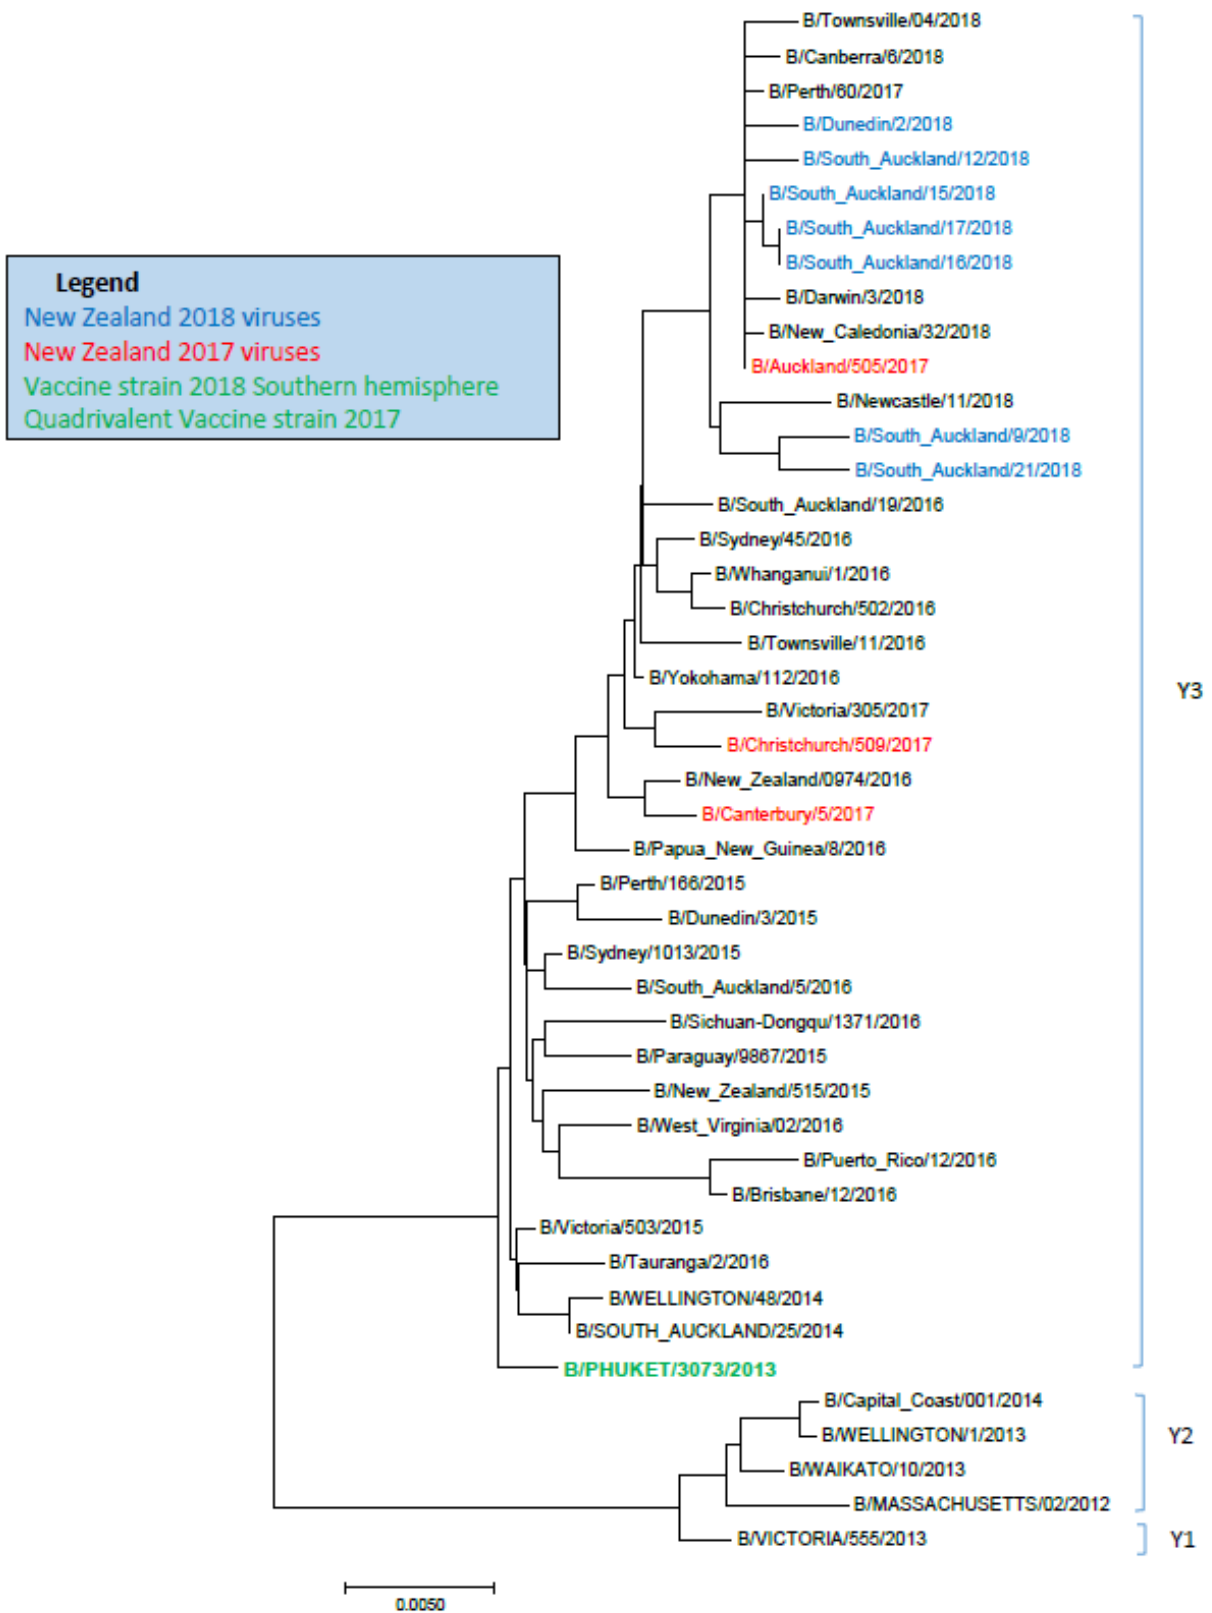 B/Townsville/04/2018
B/Canberra/6/2018
B/Perth/60/2017
B/Dunedin/2/2018
B/South_Auckland/12/2018
B/South_Auckland/15/2018
B/South_Auckland/17/2018
B/South_Auckland/16/2018
B/Darwin/3/2018
B/New_Caledonia/32/2018
B/Auckland/505/2017
B/Newcastle/11/2018
B/South_Auckland/9/2018
B/South_Auckland/21/2018
B/South_Auckland/19/2016
B/Sydney/45/2016
B/Whanganui/1/2016
B/Christchurch/502/2016
B/Townsville/11/2016
B/Yokohama/112/2016
B/Victoria/305/2017
B/Christchurch/509/2017
B/New_Zealand/0974/2016
B/Canterbury/5/2017
B/Papua_New_Guinea/8/2016
B/Perth/166/2015
B/Dunedin/3/2015
B/Sydney/1013/2015
B/South_Auckland/5/2016
B/Sichuan-Dongqu/1371/2016
B/Paraguay/9867/2015
B/New_Zealand/515/2015
B/West_Virginia/02/2016
B/Puerto_Rico/12/2016
B/Brisbane/12/2016
B/Victoria/503/2015
B/Tauranga/2/2016
B/WELLINGTON/48/2014
B/SOUTH_AUCKLAND/25/2014
B/PHUKET/3073/2013
Y3
B/Capital_Coast/001/2014
B/WELLINGTON/1/2013
B/WAIKATO/10/2013
B/MASSACHUSETTS/02/2012
Y2
B/VICTORIA/555/2013
Y1
Legend
New Zealand 2018 viruses
New Zealand 2017 viruses
Vaccine strain 2018 Southern hemisphere
Quadrivalent Vaccine strain 2017
0.0050